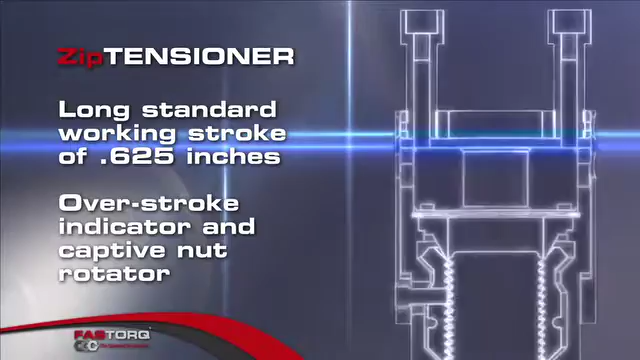 ZipTENSIONER
Long standard
working stroke
of .625 inches
Over-stroke
indicator and
captive nut
rotator
FASTORQ